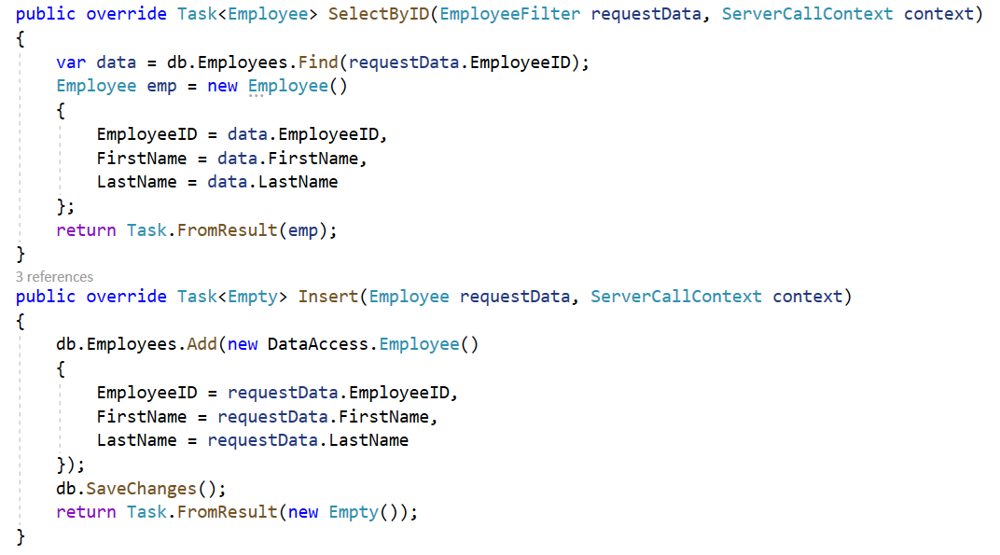 public override Task<Employee> SelectByID(EmployeeFilter requestData, ServerCallContext context)
{
    var data = db.Employees.Find(requestData.EmployeeID);
    Employee emp = new Employee()
    {
        EmployeeID = data.EmployeeID,
        FirstName = data.FirstName,
        LastName = data.LastName
    };
    return Task.FromResult(emp);
}
3 references
public override Task<Empty> Insert(Employee requestData, ServerCallContext context)
{
    db.Employees.Add(new DataAccess.Employee()
    {
        EmployeeID = requestData.EmployeeID,
        FirstName = requestData.FirstName,
        LastName = requestData.LastName
    });
    db.SaveChanges();
    return Task.FromResult(new Empty());
}